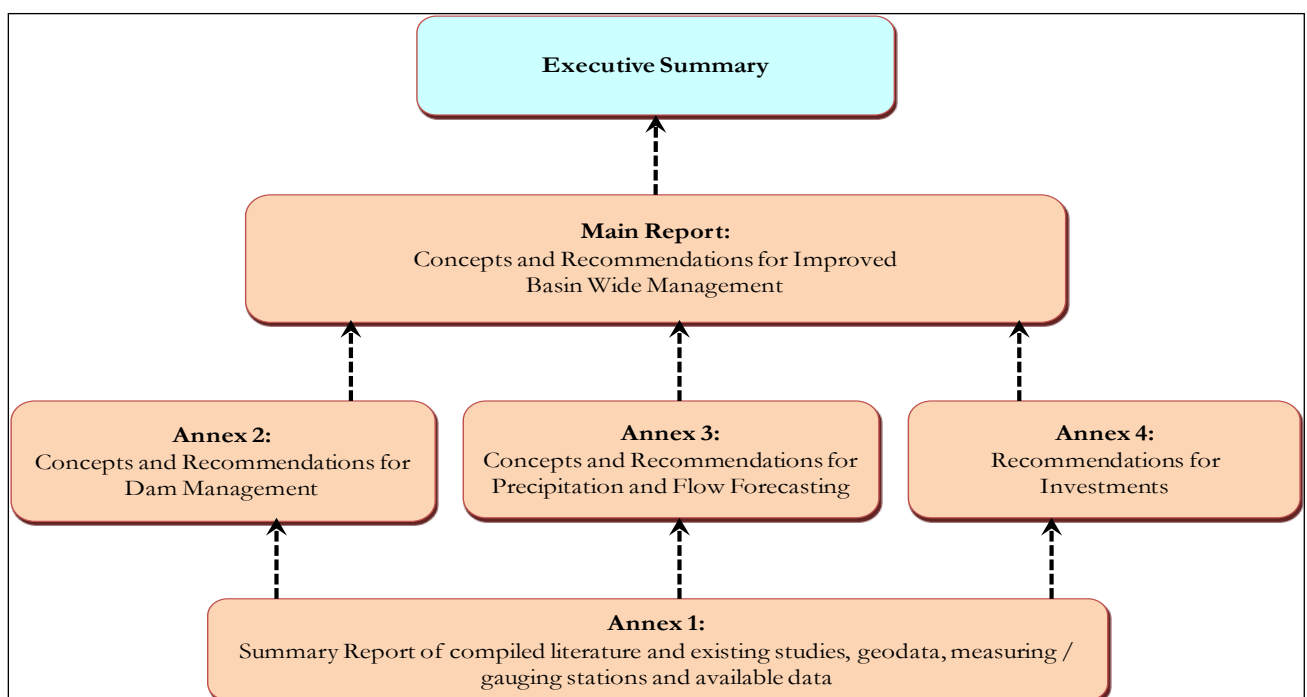 Executive Summary
Main Report:
Concepts and Recommendations for Improved
Basin Wide Management
Annex 2:
Concepts and Recommendations for
Dam Management
Annex 3:
Concepts and Recommendations for
Precipitation and Flow Forecasting
Annex 4:
Recommendations for
Investments
Annex 1:
Summary Report of compiled literature and existing studies, geodata, measuring /
gauging stations and available data